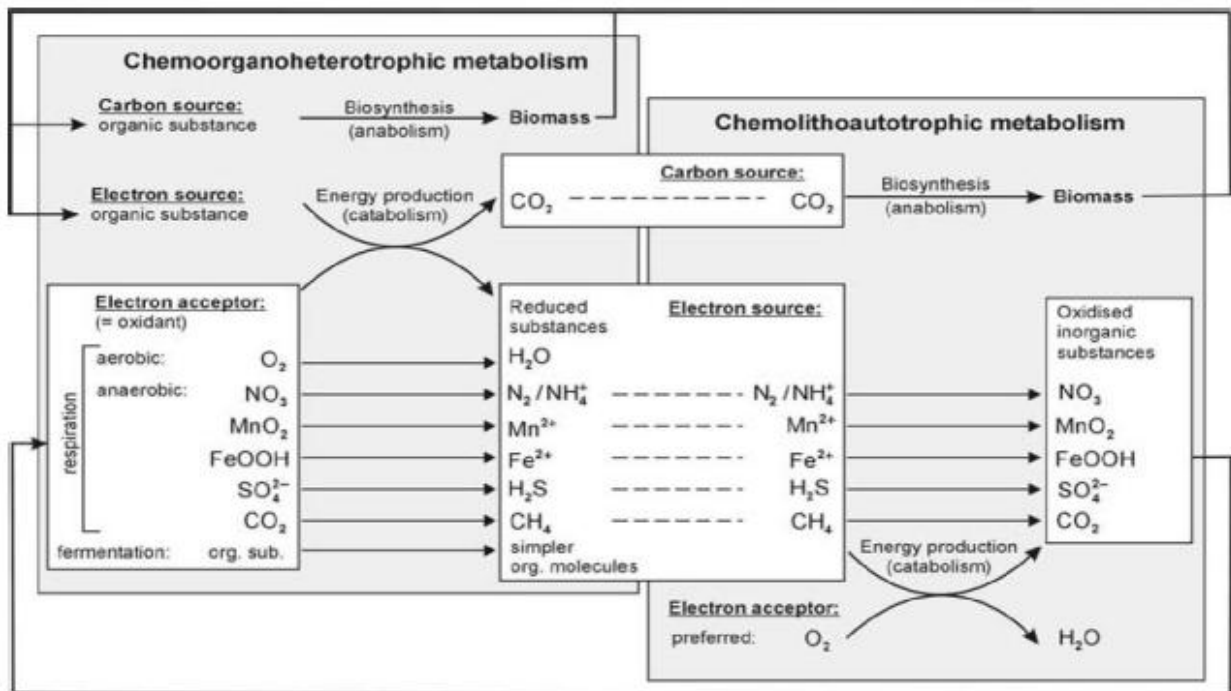 Chemoorganoheterotrophic metabolism
Carbon source:
organic substance
Biosynthesis
(anabolism)
Biomass
Electron source:
organic substance
Energy production
(catabolism)
Chemolithoautotrophic metabolism
Carbon source:
CO₂ CO₂
Biosynthesis
(anabolism)
Biomass
Electron acceptor:
(= oxidant)
respiration
aerobic: O₂
anaerobic: NO₃
MnO₂
FeOOH
SO₄²⁻
CO₂
fermentation: org. sub.
Reduced
substances
H₂O
N₂/NH₄⁺
Mn²⁺
Fe²⁺
H₂S
CH₄
simpler
org. molecules
Electron source:
N₂/NH₄⁺
Mn²⁺
Fe²⁺
H₂S
CH₄
Oxidised
inorganic
substances
NO₃
MnO₂
FeOOH
SO₄²⁻
CO₂
Energy production
(catabolism)
Electron acceptor:
preferred: O₂
H₂O